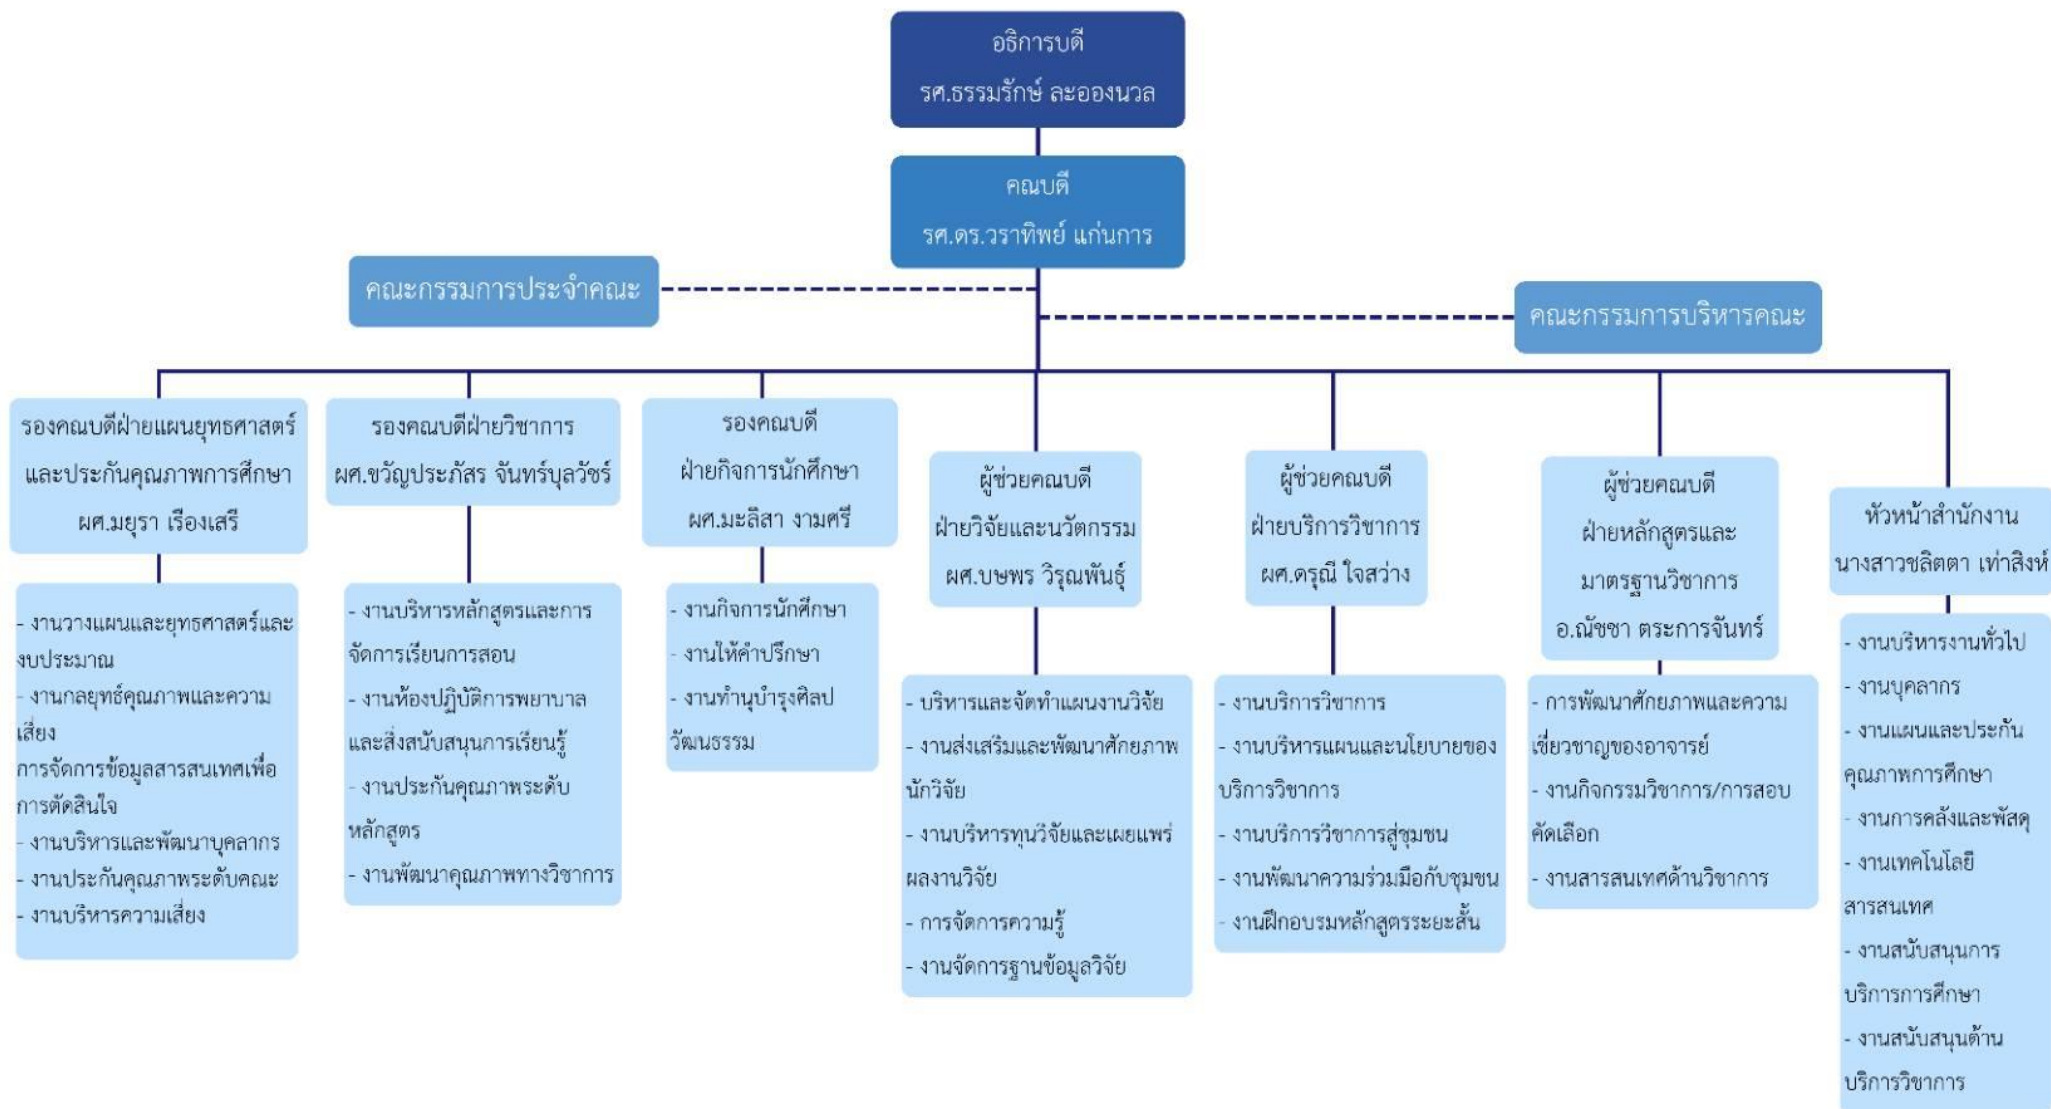 อธิการบดี
รศ.ธรรมรักษ์ ละอองนวล
คณบดี
รศ.ดร.วราทิพย์ แก่นการ
คณะกรรมการประจำคณะ
คณะกรรมการบริหารคณะ
รองคณบดีฝ่ายแผนยุทธศาสตร์
และประกันคุณภาพการศึกษา
ผศ.มยุรา เรืองเสรี
- งานวางแผนและยุทธศาสตร์และ
งบประมาณ
- งานกลยุทธ์คุณภาพและความ
เสี่ยง
การจัดการข้อมูลสารสนเทศเพื่อ
การตัดสินใจ
- งานบริหารและพัฒนาบุคลากร
- งานประกันคุณภาพระดับคณะ
- งานบริหารความเสี่ยง
รองคณบดีฝ่ายวิชาการ
ผศ.ขวัญประภัสร จันทร์บุลวัชร์
- งานบริหารหลักสูตรและการ
จัดการเรียนการสอน
- งานห้องปฏิบัติการพยาบาล
และสิ่งสนับสนุนการเรียนรู้
- งานประกันคุณภาพระดับ
หลักสูตร
- งานพัฒนาคุณภาพทางวิชาการ
รองคณบดี
ฝ่ายกิจการนักศึกษา
ผศ.มะลิสา งามศรี
- งานกิจการนักศึกษา
- งานให้คำปรึกษา
- งานทำนุบำรุงศิลป
วัฒนธรรม
ผู้ช่วยคณบดี
ฝ่ายวิจัยและนวัตกรรม
ผศ.บษพร วิรุณพันธุ์
- บริหารและจัดทำแผนงานวิจัย
- งานส่งเสริมและพัฒนาศักยภาพ
นักวิจัย
- งานบริหารทุนวิจัยและเผยแพร่
ผลงานวิจัย
- การจัดการความรู้
- งานจัดการฐานข้อมูลวิจัย
ผู้ช่วยคณบดี
ฝ่ายบริการวิชาการ
ผศ.ดรุณี ใจสว่าง
- งานบริการวิชาการ
- งานบริหารแผนและนโยบายของ
บริการวิชาการ
- งานบริการวิชาการสู่ชุมชน
- งานพัฒนาความร่วมมือกับชุมชน
- งานฝึกอบรมหลักสูตรระยะสั้น
ผู้ช่วยคณบดี
ฝ่ายหลักสูตรและ
มาตรฐานวิชาการ
อ.ณัชชา ตระการจันทร์
- การพัฒนาศักยภาพและความ
เชี่ยวชาญของอาจารย์
- งานกิจกรรมวิชาการ/การสอบ
คัดเลือก
- งานสารสนเทศด้านวิชาการ
หัวหน้าสำนักงาน
นางสาวชลิตตา เท่าสิงห์
- งานบริหารงานทั่วไป
- งานบุคลากร
- งานแผนและประกัน
คุณภาพการศึกษา
- งานการคลังและพัสดุ
- งานเทคโนโลยี
สารสนเทศ
- งานสนับสนุนการ
บริการการศึกษา
- งานสนับสนุนด้าน
บริการวิชาการ